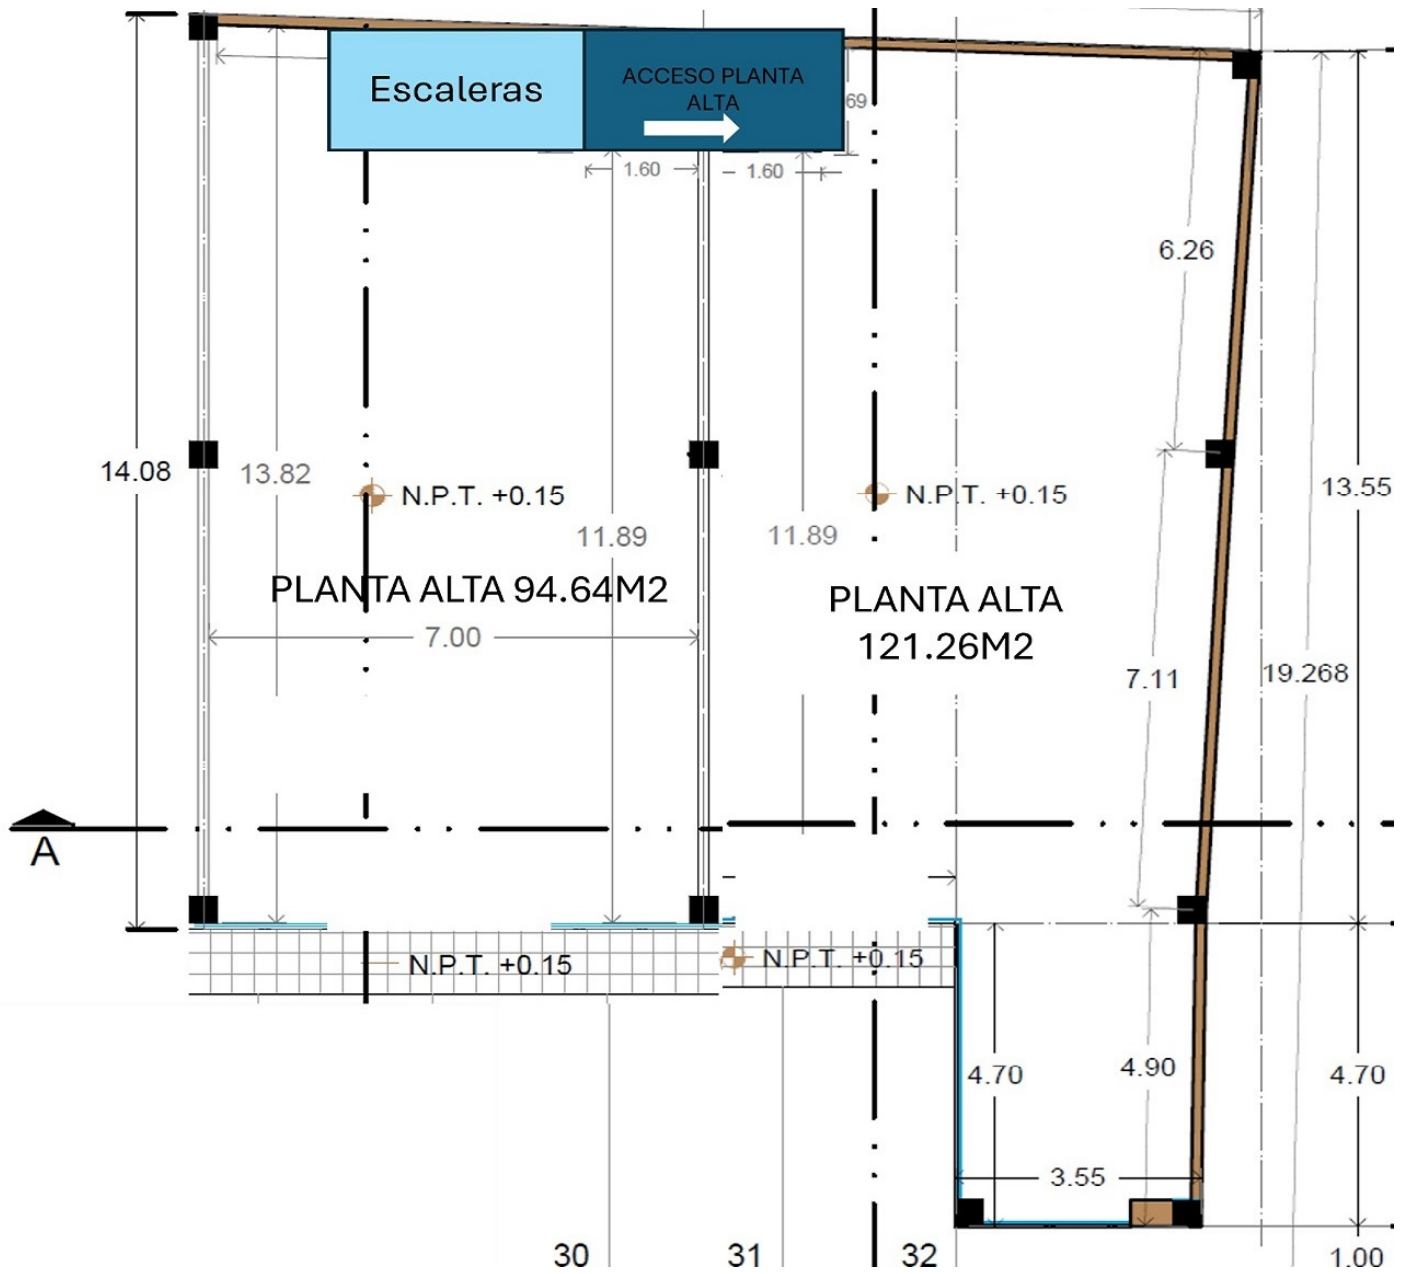 Escaleras
ACCESO PLANTA
ALTA
69
1.60
1.60
6.26
14.08
13.82
N.P.T. +0.15
N.P.T. +0.15
13.55
11.89
11.89
PLANTA ALTA 94.64M2
PLANTA ALTA
121.26M2
7.00
7.11
19.268
A
N.P.T. +0.15
N.P.T. +0.15
4.70
4.90
4.70
3.55
30
31
32
1.00